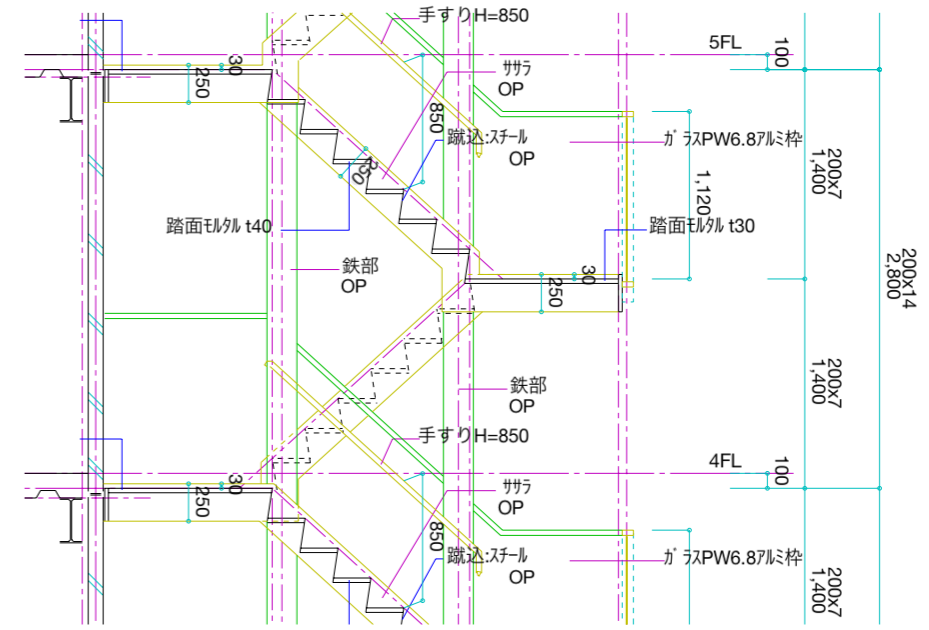 手すりH=850
5FL
100
30
250
ササラ
OP
850
蹴込:スチール
OP
ガラスPW6.8アルミ枠
200x7
1,400
250
1,120
踏面モルタル t40
踏面モルタル t30
鉄部
OP
30
250
200x14
2,800
鉄部
OP
200x7
1,400
手すりH=850
4FL
100
30
250
ササラ
OP
850
蹴込:スチール
OP
ガラスPW6.8アルミ枠
200x7
1,400